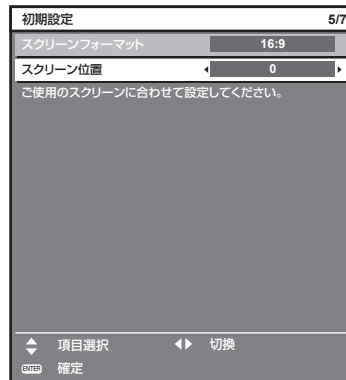 初期設定 5/7
スクリーンフォーマット 16:9
スクリーン位置 0
ご使用のスクリーンに合わせて設定してください。
項目選択 切換
ENTER 確定